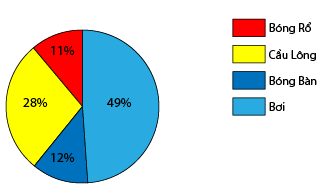 11%
28%
49%
12%
Bóng Rổ
Cầu Lông
Bóng Bàn
Bơi